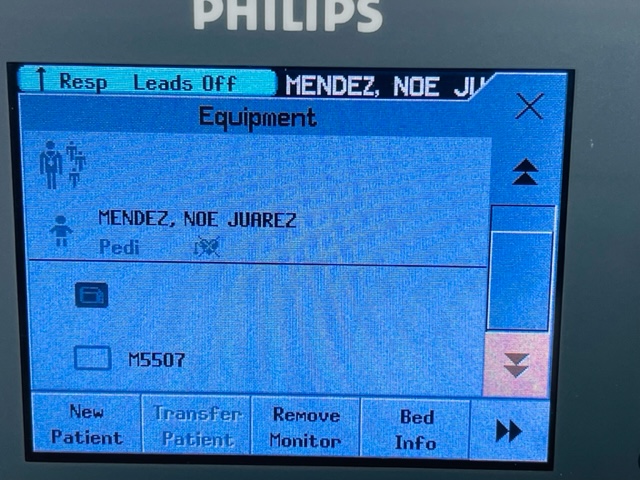 PHILIPS
↑ Resp Leads Off MENDEZ, NOE
Equipment
MENDEZ, NOE JUAREZ
Pedi
M5507
New Patient
Transfer Patient
Remove Monitor
Bed Info